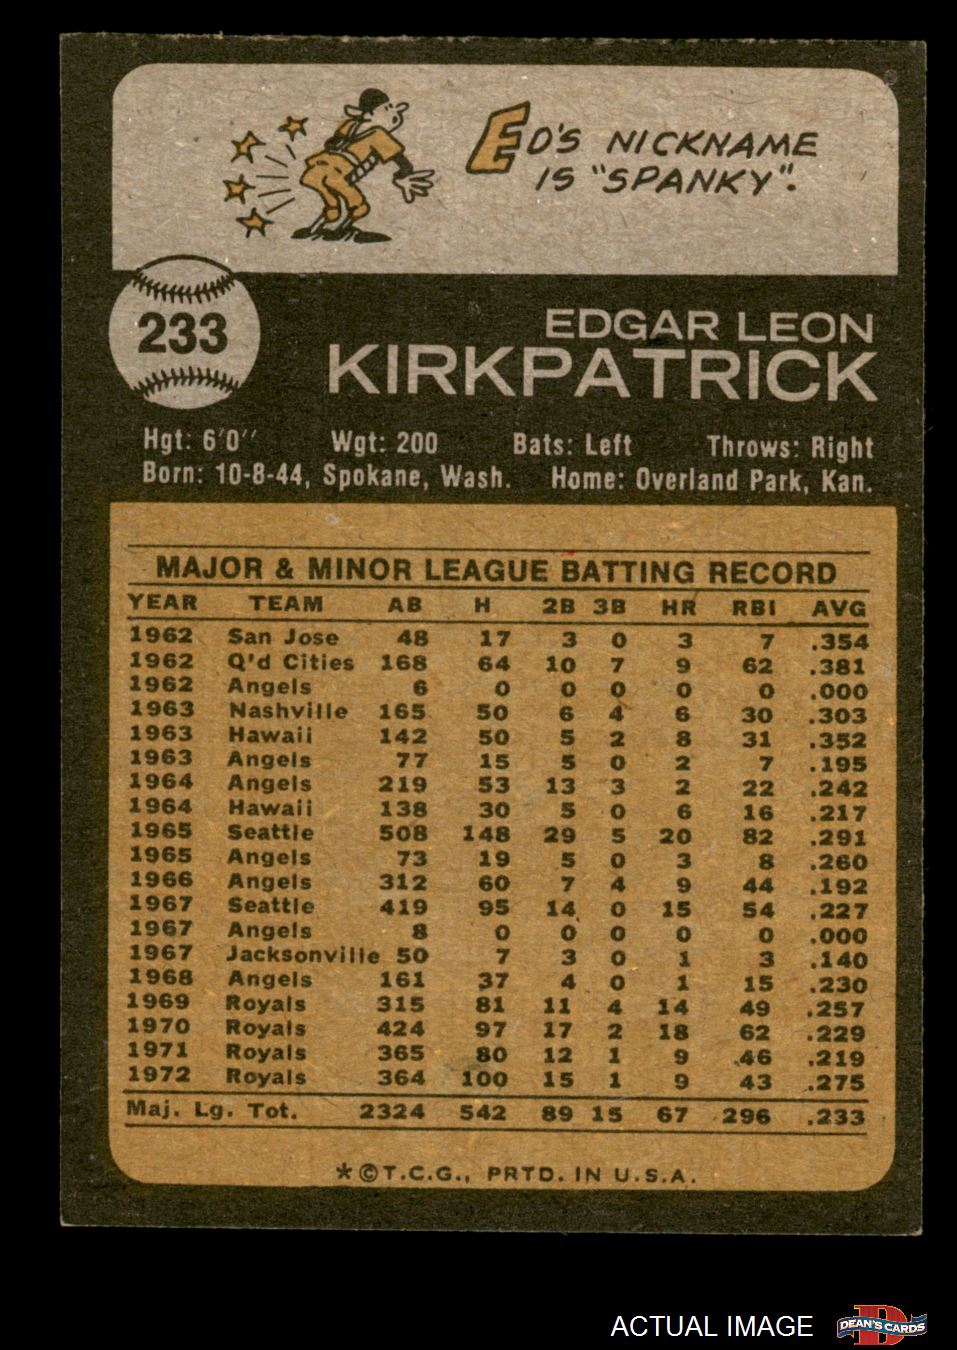 ED'S NICKNAME
IS "SPANKY".
233
EDGAR LEON
KIRKPATRICK
Hgt: 6'0" Wgt: 200 Bats: Left Throws: Right
Born: 10-8-44, Spokane, Wash. Home: Overland Park, Kan.
MAJOR & MINOR LEAGUE BATTING RECORD
YEAR TEAM AB H 2B 3B HR RBI AVG
1962 San Jose 48 17 3 0 3 7 .354
1962 Q'd Cities 168 64 10 7 9 62 .381
1962 Angels 6 0 0 0 0 0 .000
1963 Nashville 165 50 6 4 6 30 .303
1963 Hawaii 142 50 5 2 8 31 .352
1963 Angels 77 15 5 0 2 7 .195
1964 Angels 219 53 13 3 2 22 .242
1964 Hawaii 138 30 5 0 6 16 .217
1965 Seattle 508 148 29 5 20 82 .291
1965 Angels 73 19 5 0 3 8 .260
1966 Angels 312 60 7 4 9 44 .192
1967 Seattle 419 95 14 0 15 54 .227
1967 Angels 8 0 0 0 0 0 .000
1967 Jacksonville 50 7 3 0 1 3 .140
1968 Angels 161 37 4 0 1 15 .230
1969 Royals 315 81 11 4 14 49 .257
1970 Royals 424 97 17 2 18 62 .229
1971 Royals 365 80 12 1 9 46 .219
1972 Royals 364 100 15 1 9 43 .275
Maj. Lg. Tot. 2324 542 89 15 67 296 .233
*©T.C.G., PRTD. IN U.S.A.
ACTUAL IMAGE
D
DEAN'S CARDS